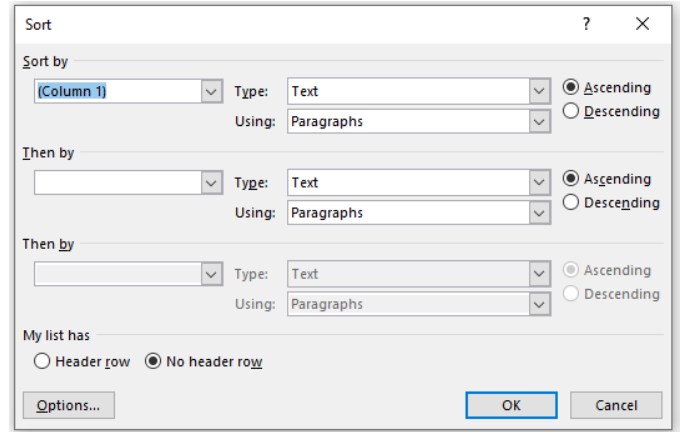 Sort ? X
Sort by
(Column 1) Type: Text Ascending
Using: Paragraphs Descending
Then by
Type: Text Ascending
Using: Paragraphs Descending
Then by
Type: Text Ascending
Using: Paragraphs Descending
My list has
Header row No header row
Options... OK Cancel